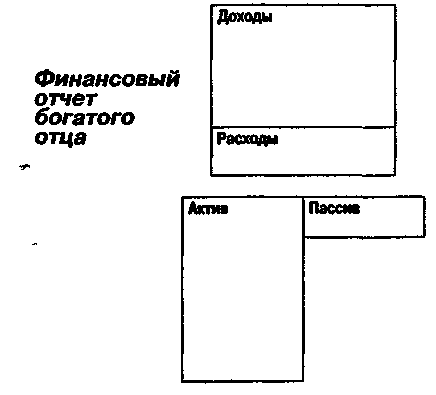 Финансовый
отчет
богатого
отца
Доходы
Расходы
Актив
Пассив